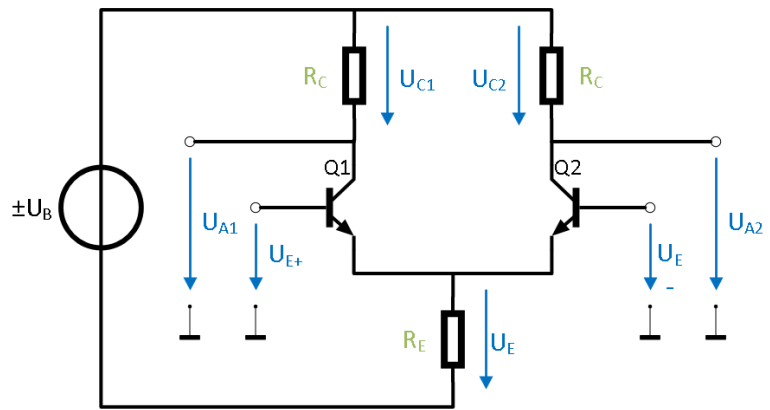 R_C
U_C1
U_C2
R_C
Q1
Q2
±U_B
U_A1
U_E+
U_E
-
U_A2
R_E
U_E